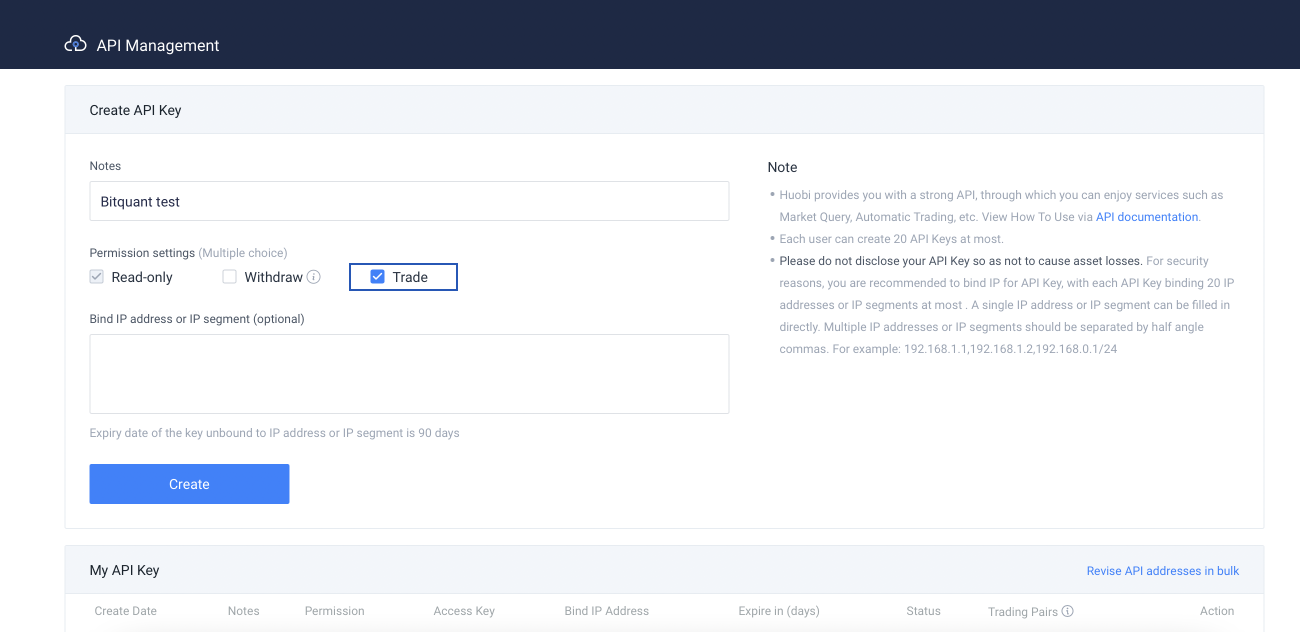 API Management
Create API Key
Notes
Bitquant test
Permission settings (Multiple choice)
Read-only Withdraw Trade
Bind IP address or IP segment (optional)
Expiry date of the key unbound to IP address or IP segment is 90 days
Create
Note
• Huobi provides you with a strong API, through which you can enjoy services such as
Market Query, Automatic Trading, etc. View How To Use via API documentation.
• Each user can create 20 API Keys at most.
• Please do not disclose your API Key so as not to cause asset losses. For security
reasons, you are recommended to bind IP for API Key, with each API Key binding 20 IP
addresses or IP segments at most . A single IP address or IP segment can be filled in
directly. Multiple IP addresses or IP segments should be separated by half angle
commas. For example: 192.168.1.1,192.168.1.2,192.168.0.1/24
My API Key Revise API addresses in bulk
Create Date Notes Permission Access Key Bind IP Address Expire in (days) Status Trading Pairs Action